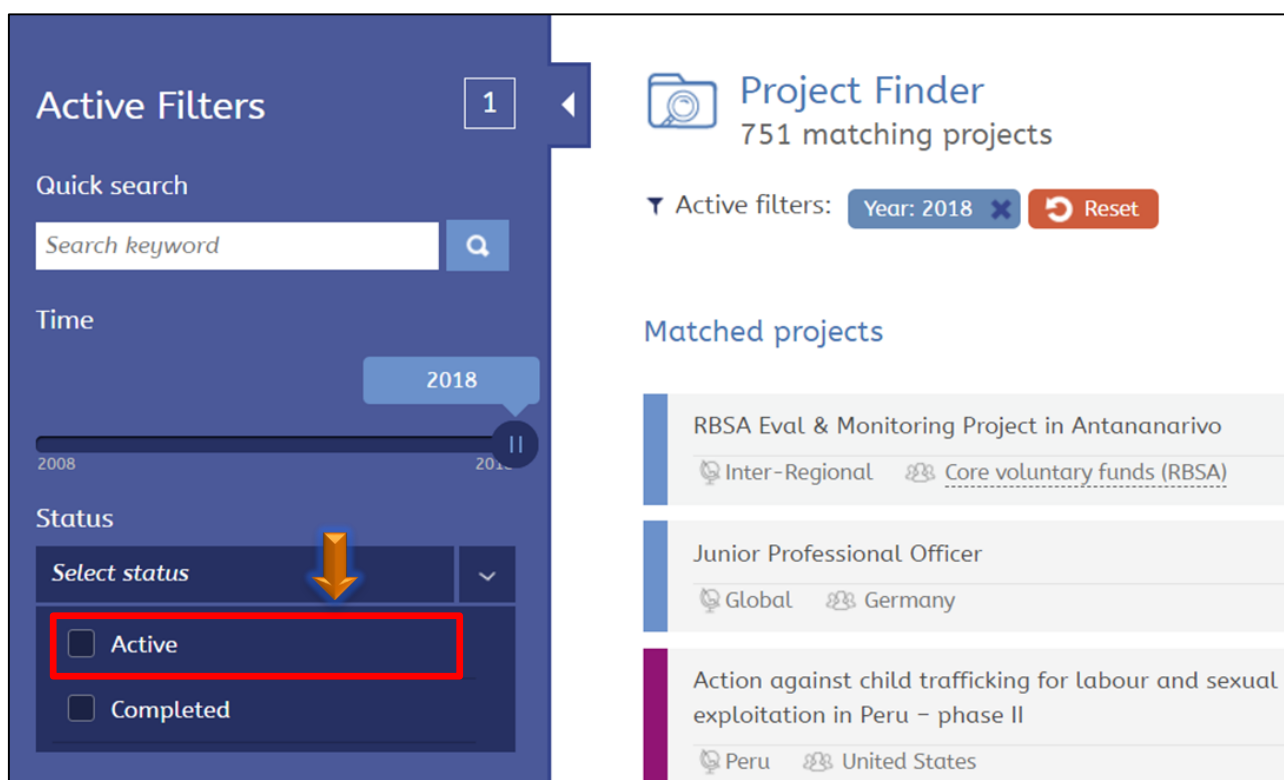 Active Filters
1
Quick search
Search keyword
Time
2018
2008
Status
Select status
Active
Completed
Project Finder
751 matching projects
Active filters:
Year: 2018
Reset
Matched projects
RBSA Eval & Monitoring Project in Antananarivo
Inter-Regional Core voluntary funds (RBSA)
Junior Professional Officer
Global Germany
Action against child trafficking for labour and sexual
exploitation in Peru – phase II
Peru United States